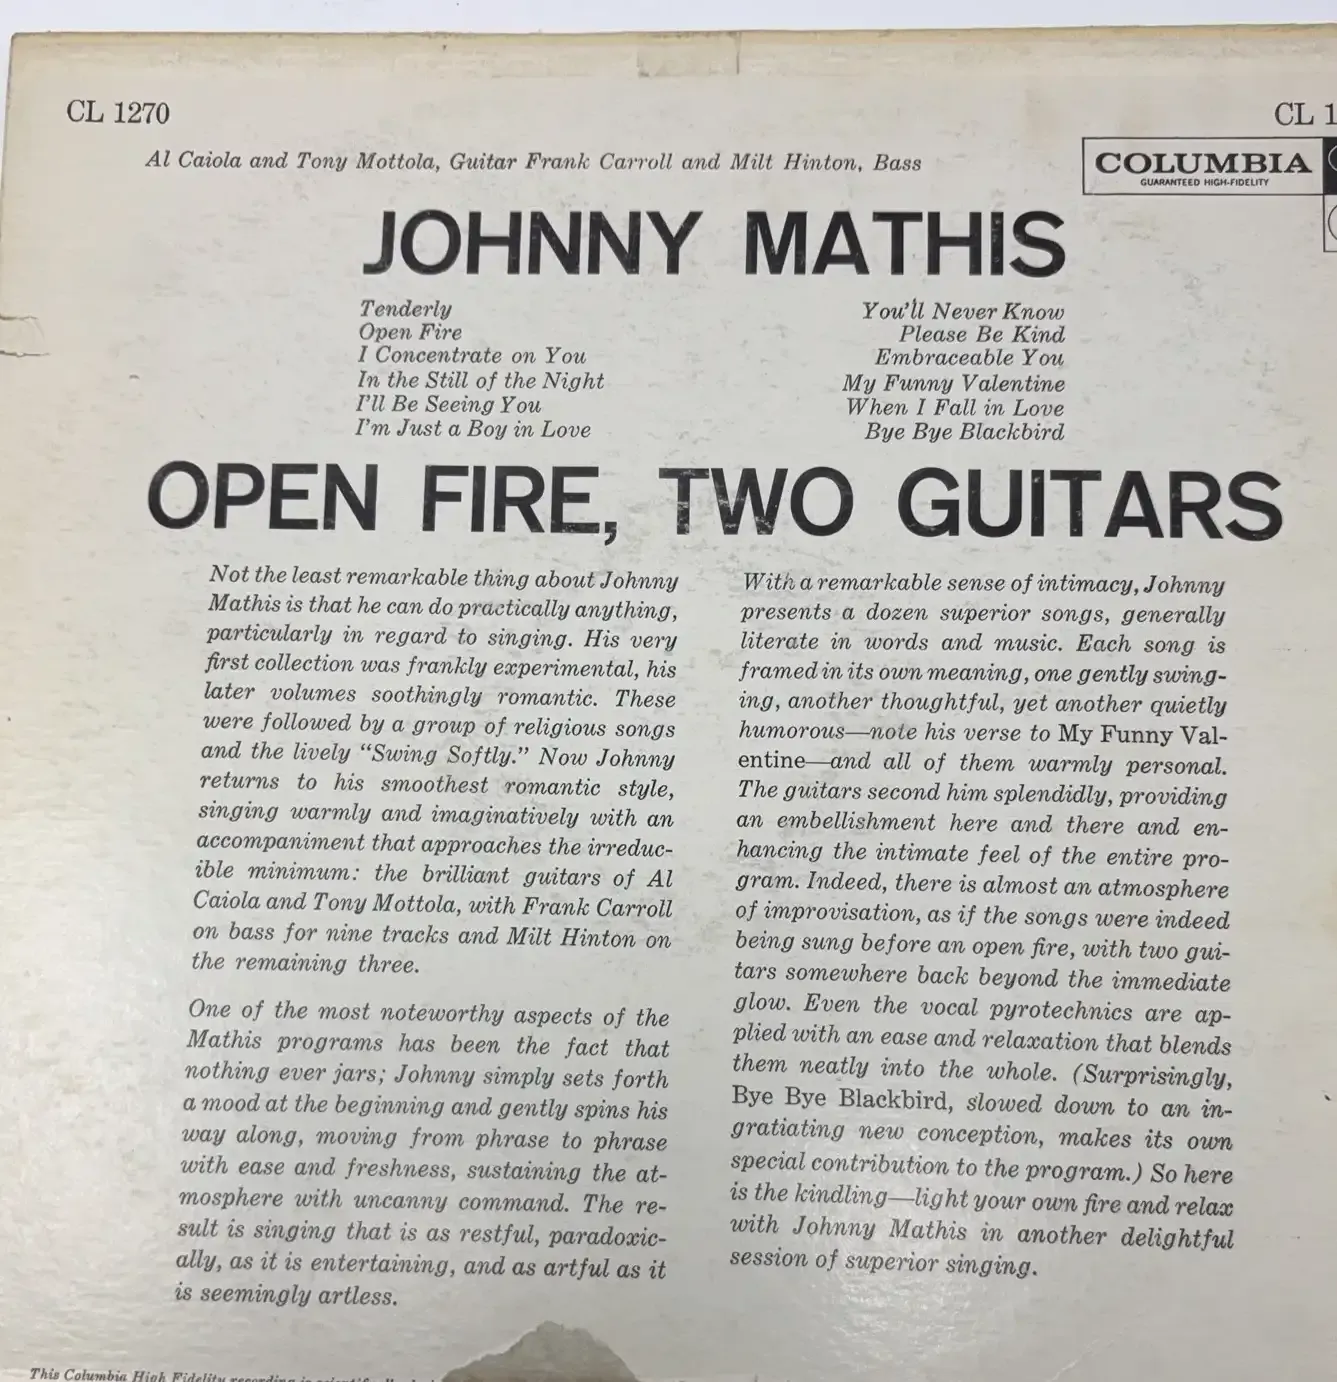 CL 1270
CL 1
Al Caiola and Tony Mottola, Guitar Frank Carroll and Milt Hinton, Bass
COLUMBIA
GUARANTEED HIGH-FIDELITY
JOHNNY MATHIS
Tenderly
Open Fire
I Concentrate on You
In the Still of the Night
I'll Be Seeing You
I'm Just a Boy in Love
You'll Never Know
Please Be Kind
Embraceable You
My Funny Valentine
When I Fall in Love
Bye Bye Blackbird
OPEN FIRE, TWO GUITARS
Not the least remarkable thing about Johnny
Mathis is that he can do practically anything,
particularly in regard to singing. His very
first collection was frankly experimental, his
later volumes soothingly romantic. These
were followed by a group of religious songs
and the lively “Swing Softly.” Now Johnny
returns to his smoothest romantic style,
singing warmly and imaginatively with an
accompaniment that approaches the irreduc-
ible minimum: the brilliant guitars of Al
Caiola and Tony Mottola, with Frank Carroll
on bass for nine tracks and Milt Hinton on
the remaining three.
One of the most noteworthy aspects of the
Mathis programs has been the fact that
nothing ever jars; Johnny simply sets forth
a mood at the beginning and gently spins his
way along, moving from phrase to phrase
with ease and freshness, sustaining the at-
mosphere with uncanny command. The re-
sult is singing that is as restful, paradoxic-
ally, as it is entertaining, and as artful as it
is seemingly artless.
With a remarkable sense of intimacy, Johnny
presents a dozen superior songs, generally
literate in words and music. Each song is
framed in its own meaning, one gently swing-
ing, another thoughtful, yet another quietly
humorous—note his verse to My Funny Val-
entine—and all of them warmly personal.
The guitars second him splendidly, providing
an embellishment here and there and en-
hancing the intimate feel of the entire pro-
gram. Indeed, there is almost an atmosphere
of improvisation, as if the songs were indeed
being sung before an open fire, with two gui-
tars somewhere back beyond the immediate
glow. Even the vocal pyrotechnics are ap-
plied with an ease and relaxation that blends
them neatly into the whole. (Surprisingly,
Bye Bye Blackbird, slowed down to an in-
gratiating new conception, makes its own
special contribution to the program.) So here
is the kindling—light your own fire and relax
with Johnny Mathis in another delightful
session of superior singing.
This Columbia High Fidelity recording is